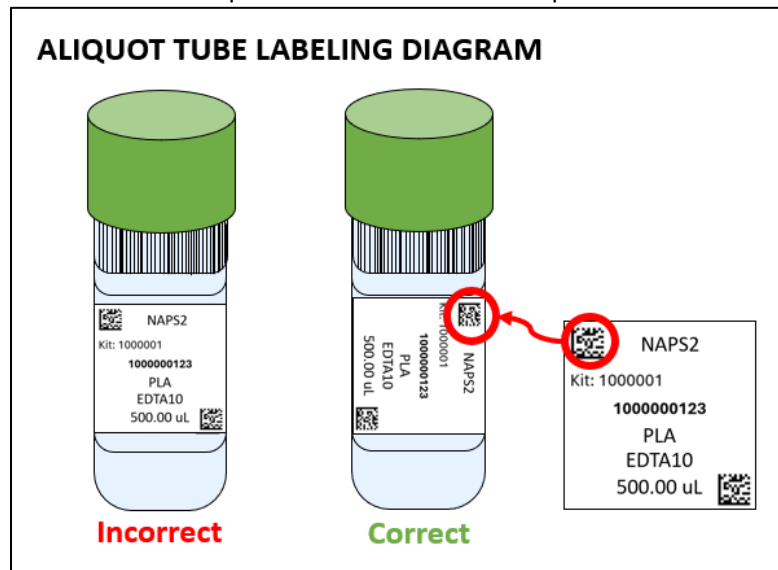 ALIQUOT TUBE LABELING DIAGRAM
NAPS2
Kit: 1000001
1000000123
PLA
EDTA10
500.00 uL
Incorrect
NAPS2
Kit: 1000001
1000000123
PLA
EDTA10
500.00 uL
Correct
NAPS2
Kit: 1000001
1000000123
PLA
EDTA10
500.00 uL